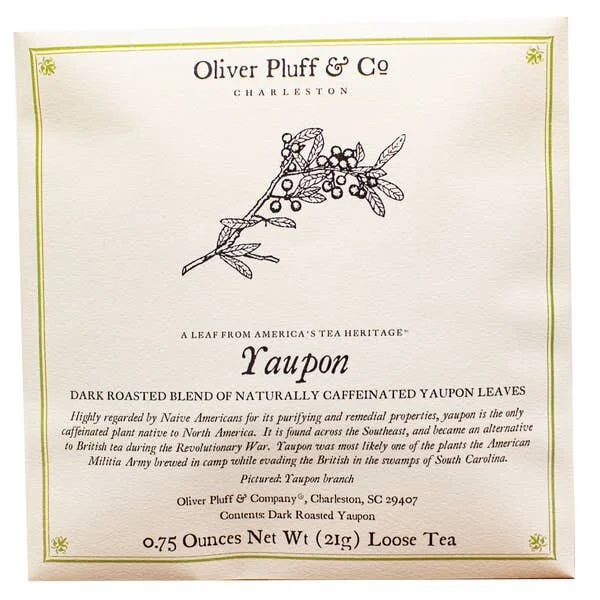 Oliver Pluff & Co
CHARLESTON
A LEAF FROM AMERICA'S TEA HERITAGE™
Yaupon
DARK ROASTED BLEND OF NATURALLY CAFFEINATED YAUPON LEAVES
Highly regarded by Naive Americans for its purifying and remedial properties, yaupon is the only
caffeinated plant native to North America. It is found across the Southeast, and became an alternative
to British tea during the Revolutionary War. Yaupon was most likely one of the plants the American
Militia Army brewed in camp while evading the British in the swamps of South Carolina.
Pictured: Yaupon branch
Oliver Pluff & Company®, Charleston, SC 29407
Contents: Dark Roasted Yaupon
0.75 Ounces Net Wt (21g) Loose Tea